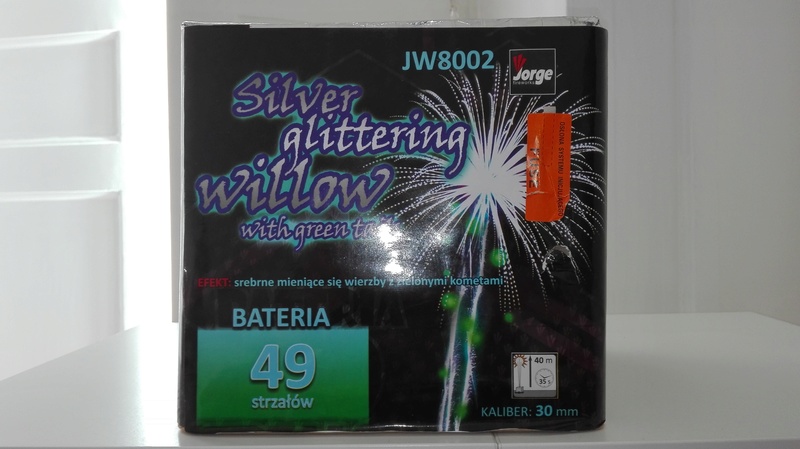 JW8002
Jorge
Silver
glittering
willow
with green
EFEKT: srebrne mieniące się wierzby z zielonymi kometami
BATERIA
49
strzałów
40 m
35 s
KALIBER: 30 mm